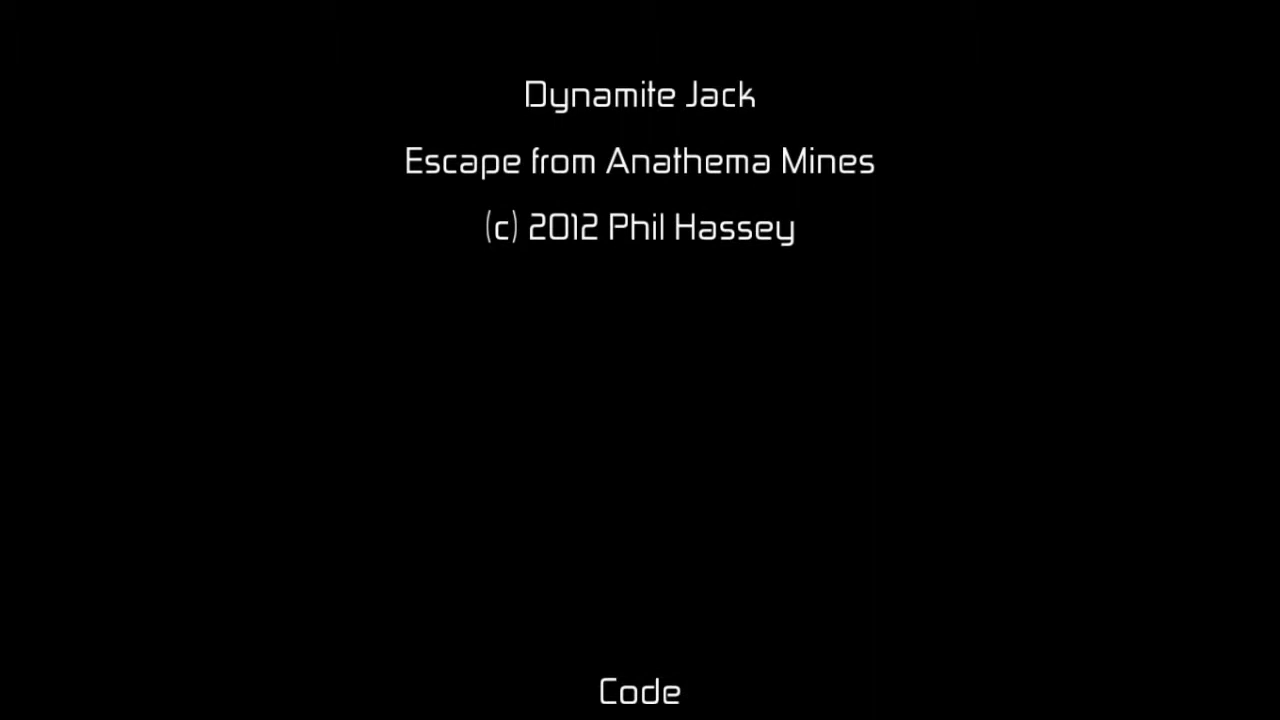 Dynamite Jack
Escape from Anathema Mines
(c) 2012 Phil Hassey
Code